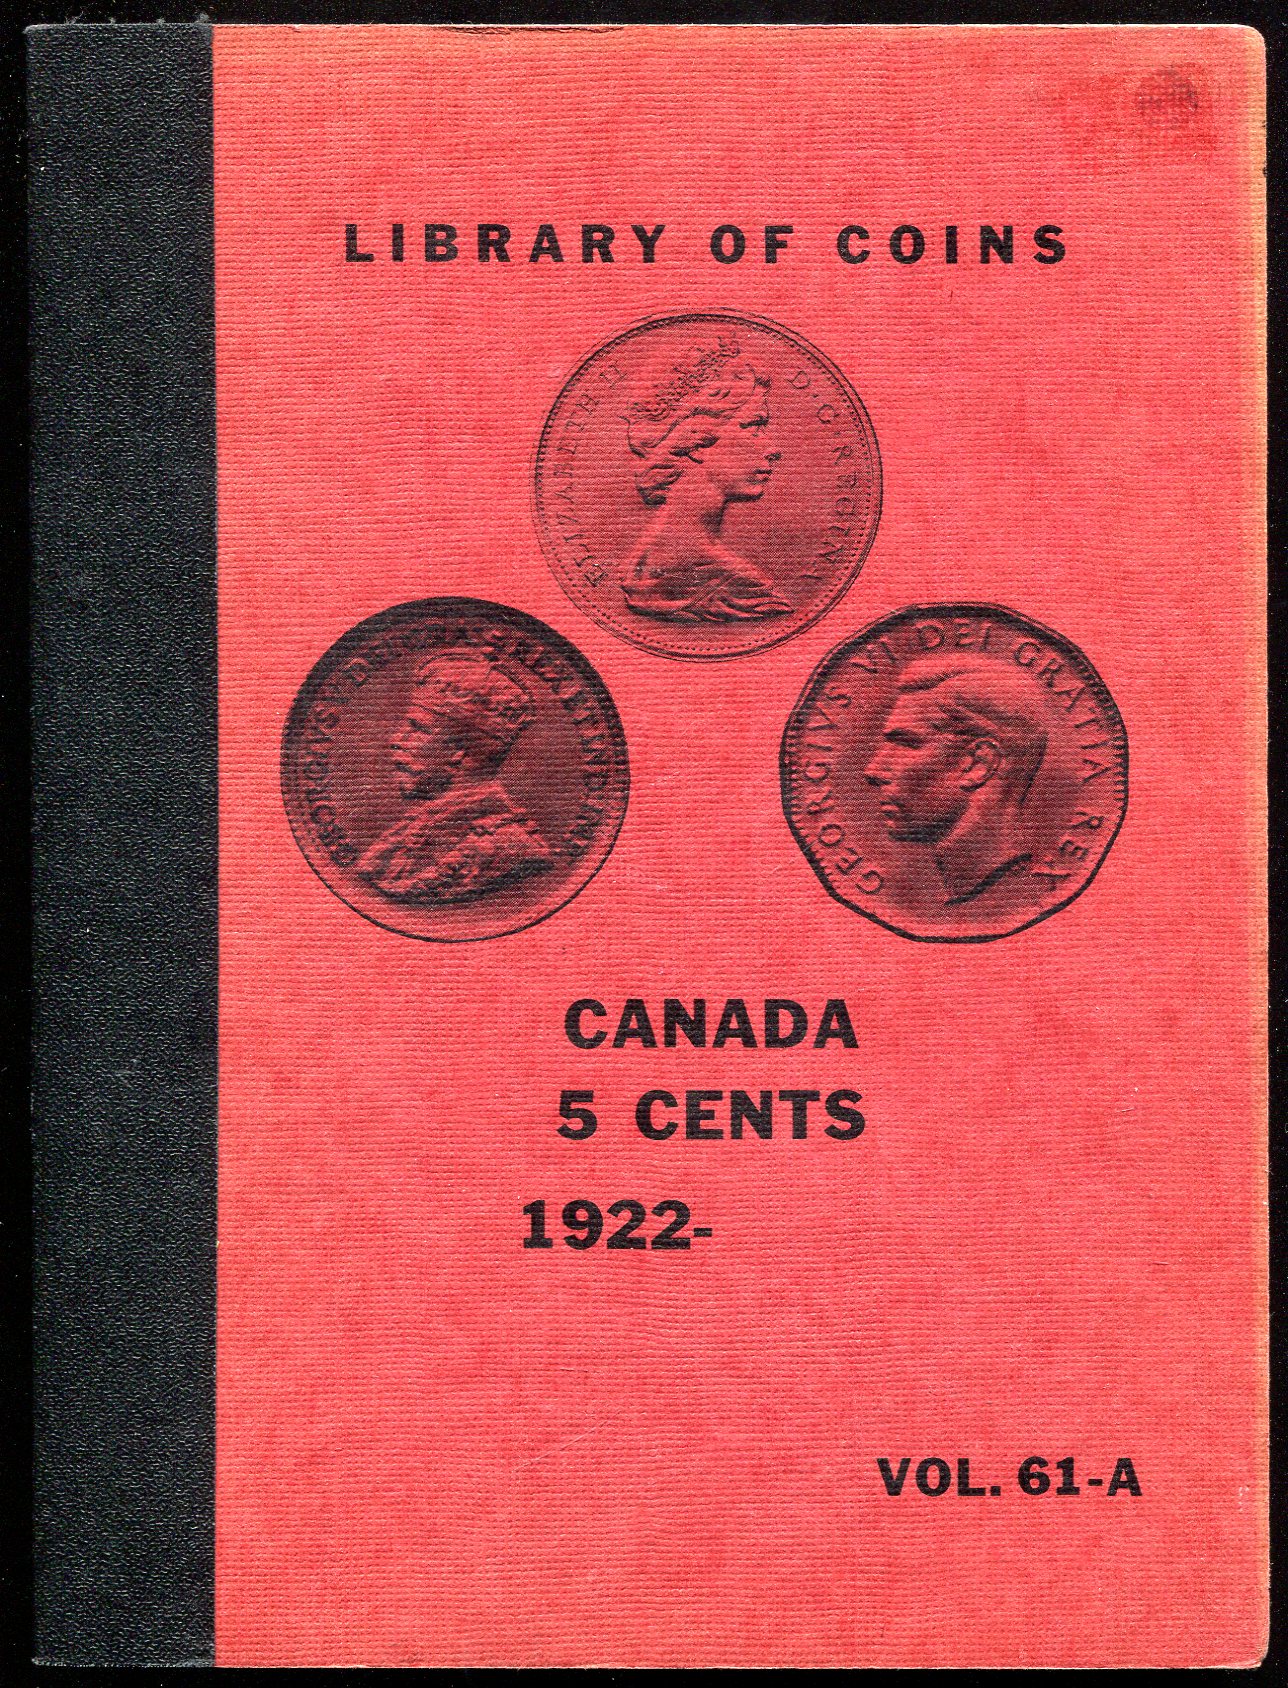 LIBRARY OF COINS
ELIZABETH II D·G·REGINA
GEORGIVS V DEI GRA: REX ET IND:IMP:
GEORGIVS VI DEI GRATIA REX
CANADA
5 CENTS
1922-
VOL. 61-A